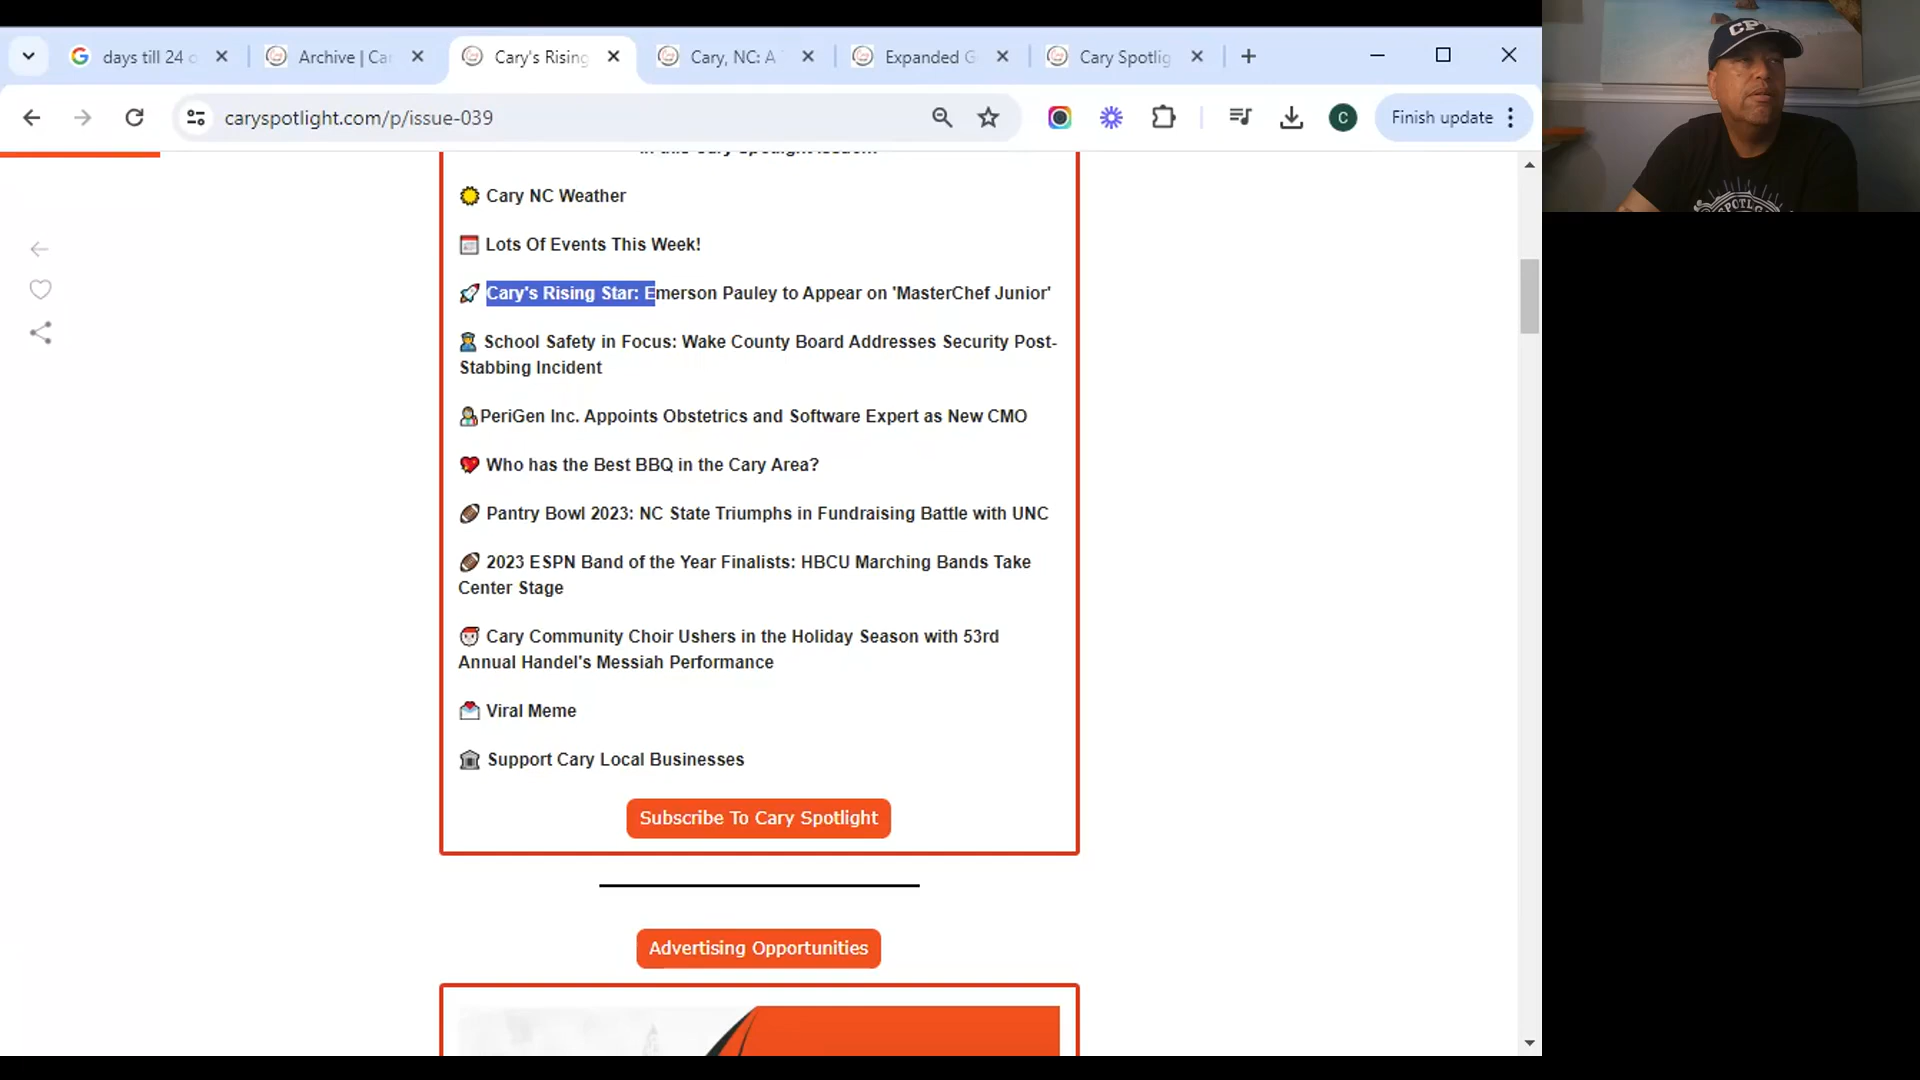 days till 24 o
Archive | Car
Cary's Rising
Cary, NC: A
Expanded G
Cary Spotlig
caryspotlight.com/p/issue-039
C
Finish update
Cary NC Weather
Lots Of Events This Week!
Cary's Rising Star: Emerson Pauley to Appear on 'MasterChef Junior'
School Safety in Focus: Wake County Board Addresses Security Post-
Stabbing Incident
PeriGen Inc. Appoints Obstetrics and Software Expert as New CMO
Who has the Best BBQ in the Cary Area?
Pantry Bowl 2023: NC State Triumphs in Fundraising Battle with UNC
2023 ESPN Band of the Year Finalists: HBCU Marching Bands Take
Center Stage
Cary Community Choir Ushers in the Holiday Season with 53rd
Annual Handel's Messiah Performance
Viral Meme
Support Cary Local Businesses
Subscribe To Cary Spotlight
Advertising Opportunities